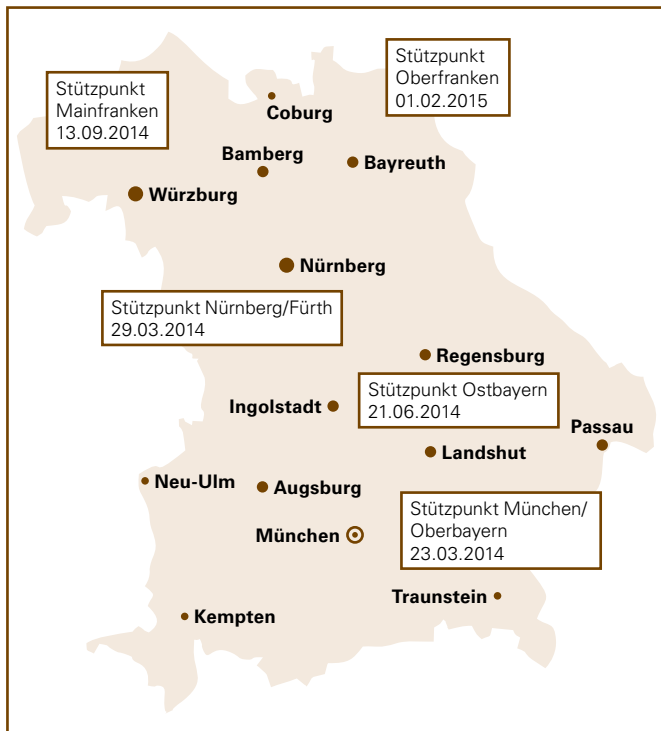 Stützpunkt
Oberfranken
01.02.2015
Stützpunkt
Mainfranken
13.09.2014
Coburg
Bamberg
Bayreuth
Würzburg
Nürnberg
Stützpunkt Nürnberg/Fürth
29.03.2014
Regensburg
Stützpunkt Ostbayern
21.06.2014
Ingolstadt
Passau
Landshut
Neu-Ulm
Augsburg
Stützpunkt München/
Oberbayern
23.03.2014
München
Traunstein
Kempten